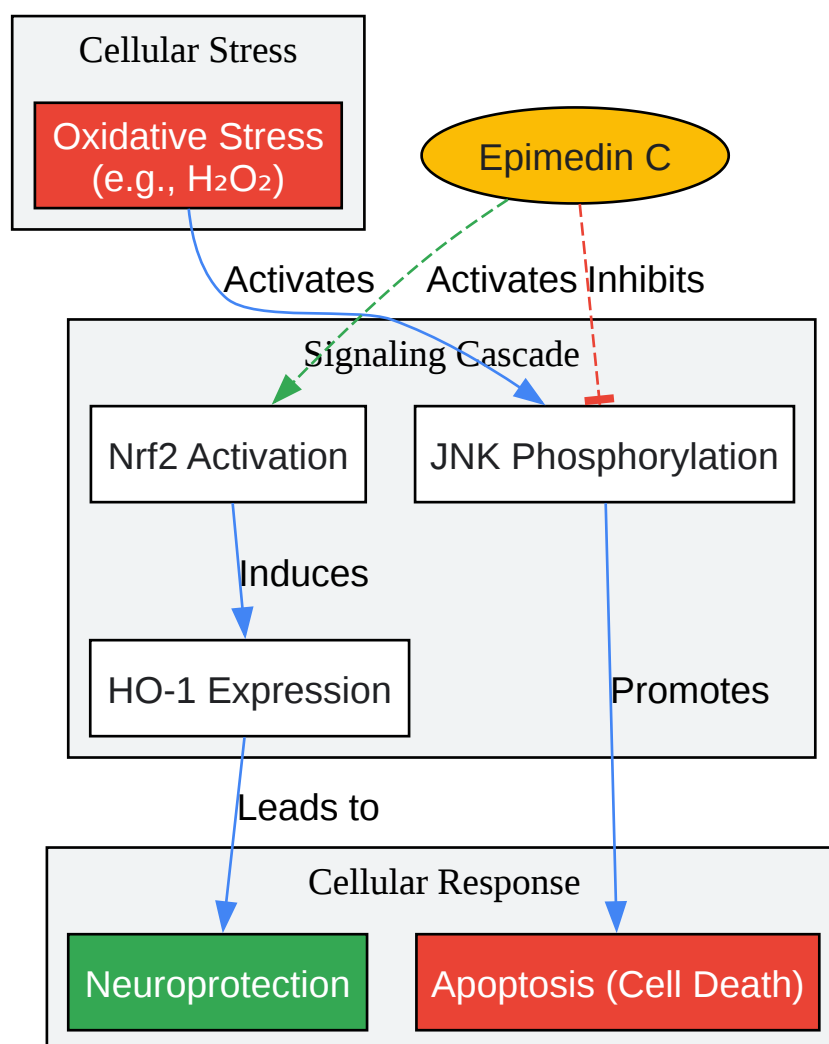 Cellular Stress
Oxidative Stress
(e.g., H₂O₂)
Epimedin C
Activates
Activates
Inhibits
Signaling Cascade
Nrf2 Activation
JNK Phosphorylation
Induces
HO-1 Expression
Promotes
Leads to
Cellular Response
Neuroprotection
Apoptosis (Cell Death)